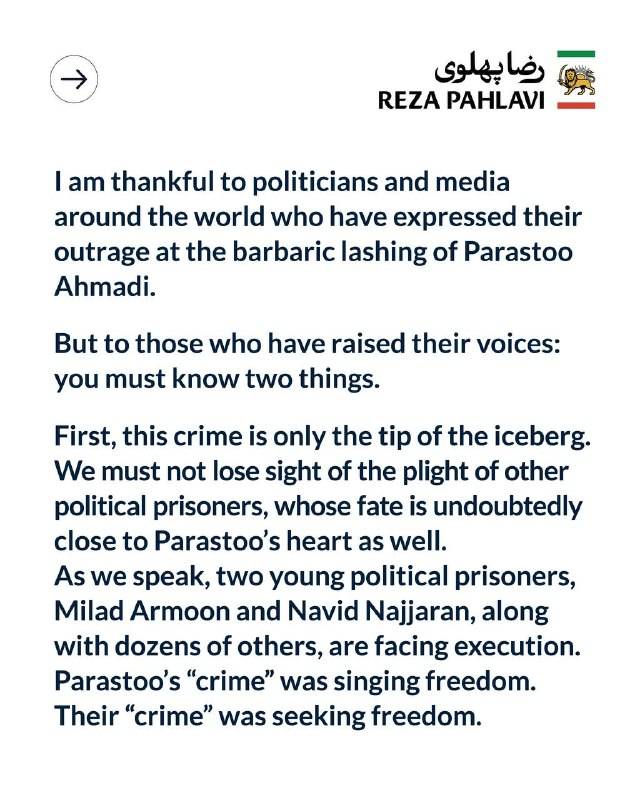 رضا پهلوی
REZA PAHLAVI
I am thankful to politicians and media
around the world who have expressed their
outrage at the barbaric lashing of Parastoo
Ahmadi.
But to those who have raised their voices:
you must know two things.
First, this crime is only the tip of the iceberg.
We must not lose sight of the plight of other
political prisoners, whose fate is undoubtedly
close to Parastoo’s heart as well.
As we speak, two young political prisoners,
Milad Armoon and Navid Najjaran, along
with dozens of others, are facing execution.
Parastoo’s “crime” was singing freedom.
Their “crime” was seeking freedom.